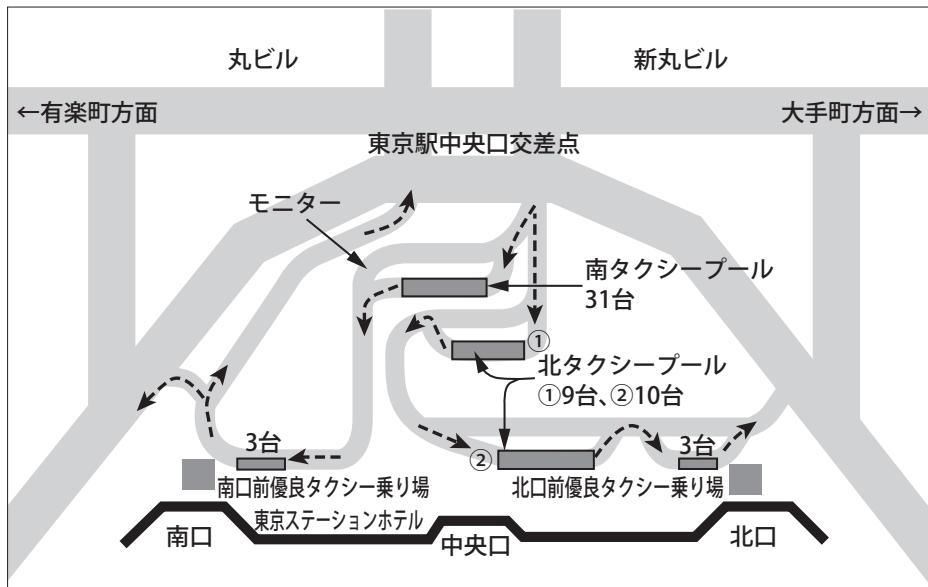 丸ビル
新丸ビル
←有楽町方面
大手町方面→
東京駅中央口交差点
モニター
南タクシープール
31台
①
北タクシープール
①9台、②10台
3台
②
3台
南口前優良タクシー乗り場
北口前優良タクシー乗り場
東京ステーションホテル
南口
中央口
北口